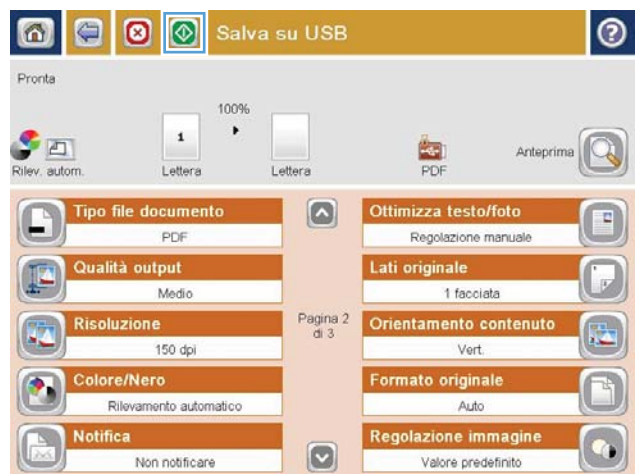 Salva su USB
?
Pronta
100%
1
Rilev. autom.
Lettera
Lettera
PDF
Anteprima
Tipo file documento
PDF
Ottimizza testo/foto
Regolazione manuale
Qualità output
Medio
Lati originale
1 facciata
Risoluzione
150 dpi
Pagina 2
di 3
Orientamento contenuto
Vert.
Colore/Nero
Rilevamento automatico
Formato originale
Auto
Notifica
Non notificare
Regolazione immagine
Valore predefinito